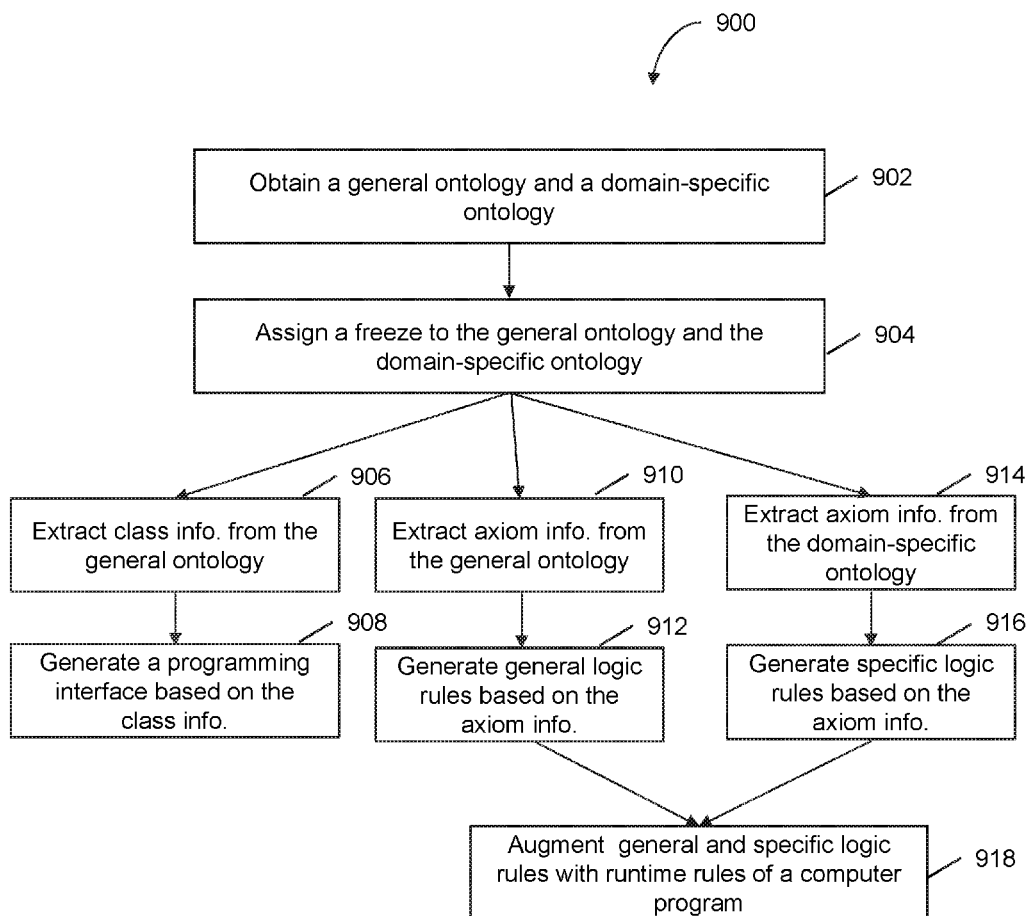 900
Obtain a general ontology and a domain-specific
ontology
902
Assign a freeze to the general ontology and the
domain-specific ontology
904
906
Extract class info. from the
general ontology
910
Extract axiom info. from
the general ontology
914
Extract axiom info. from
the domain-specific
ontology
908
Generate a programming
interface based on the
class info.
912
Generate general logic
rules based on the
axiom info.
916
Generate specific logic
rules based on the
axiom info.
Augment general and specific logic
rules with runtime rules of a computer
program
918